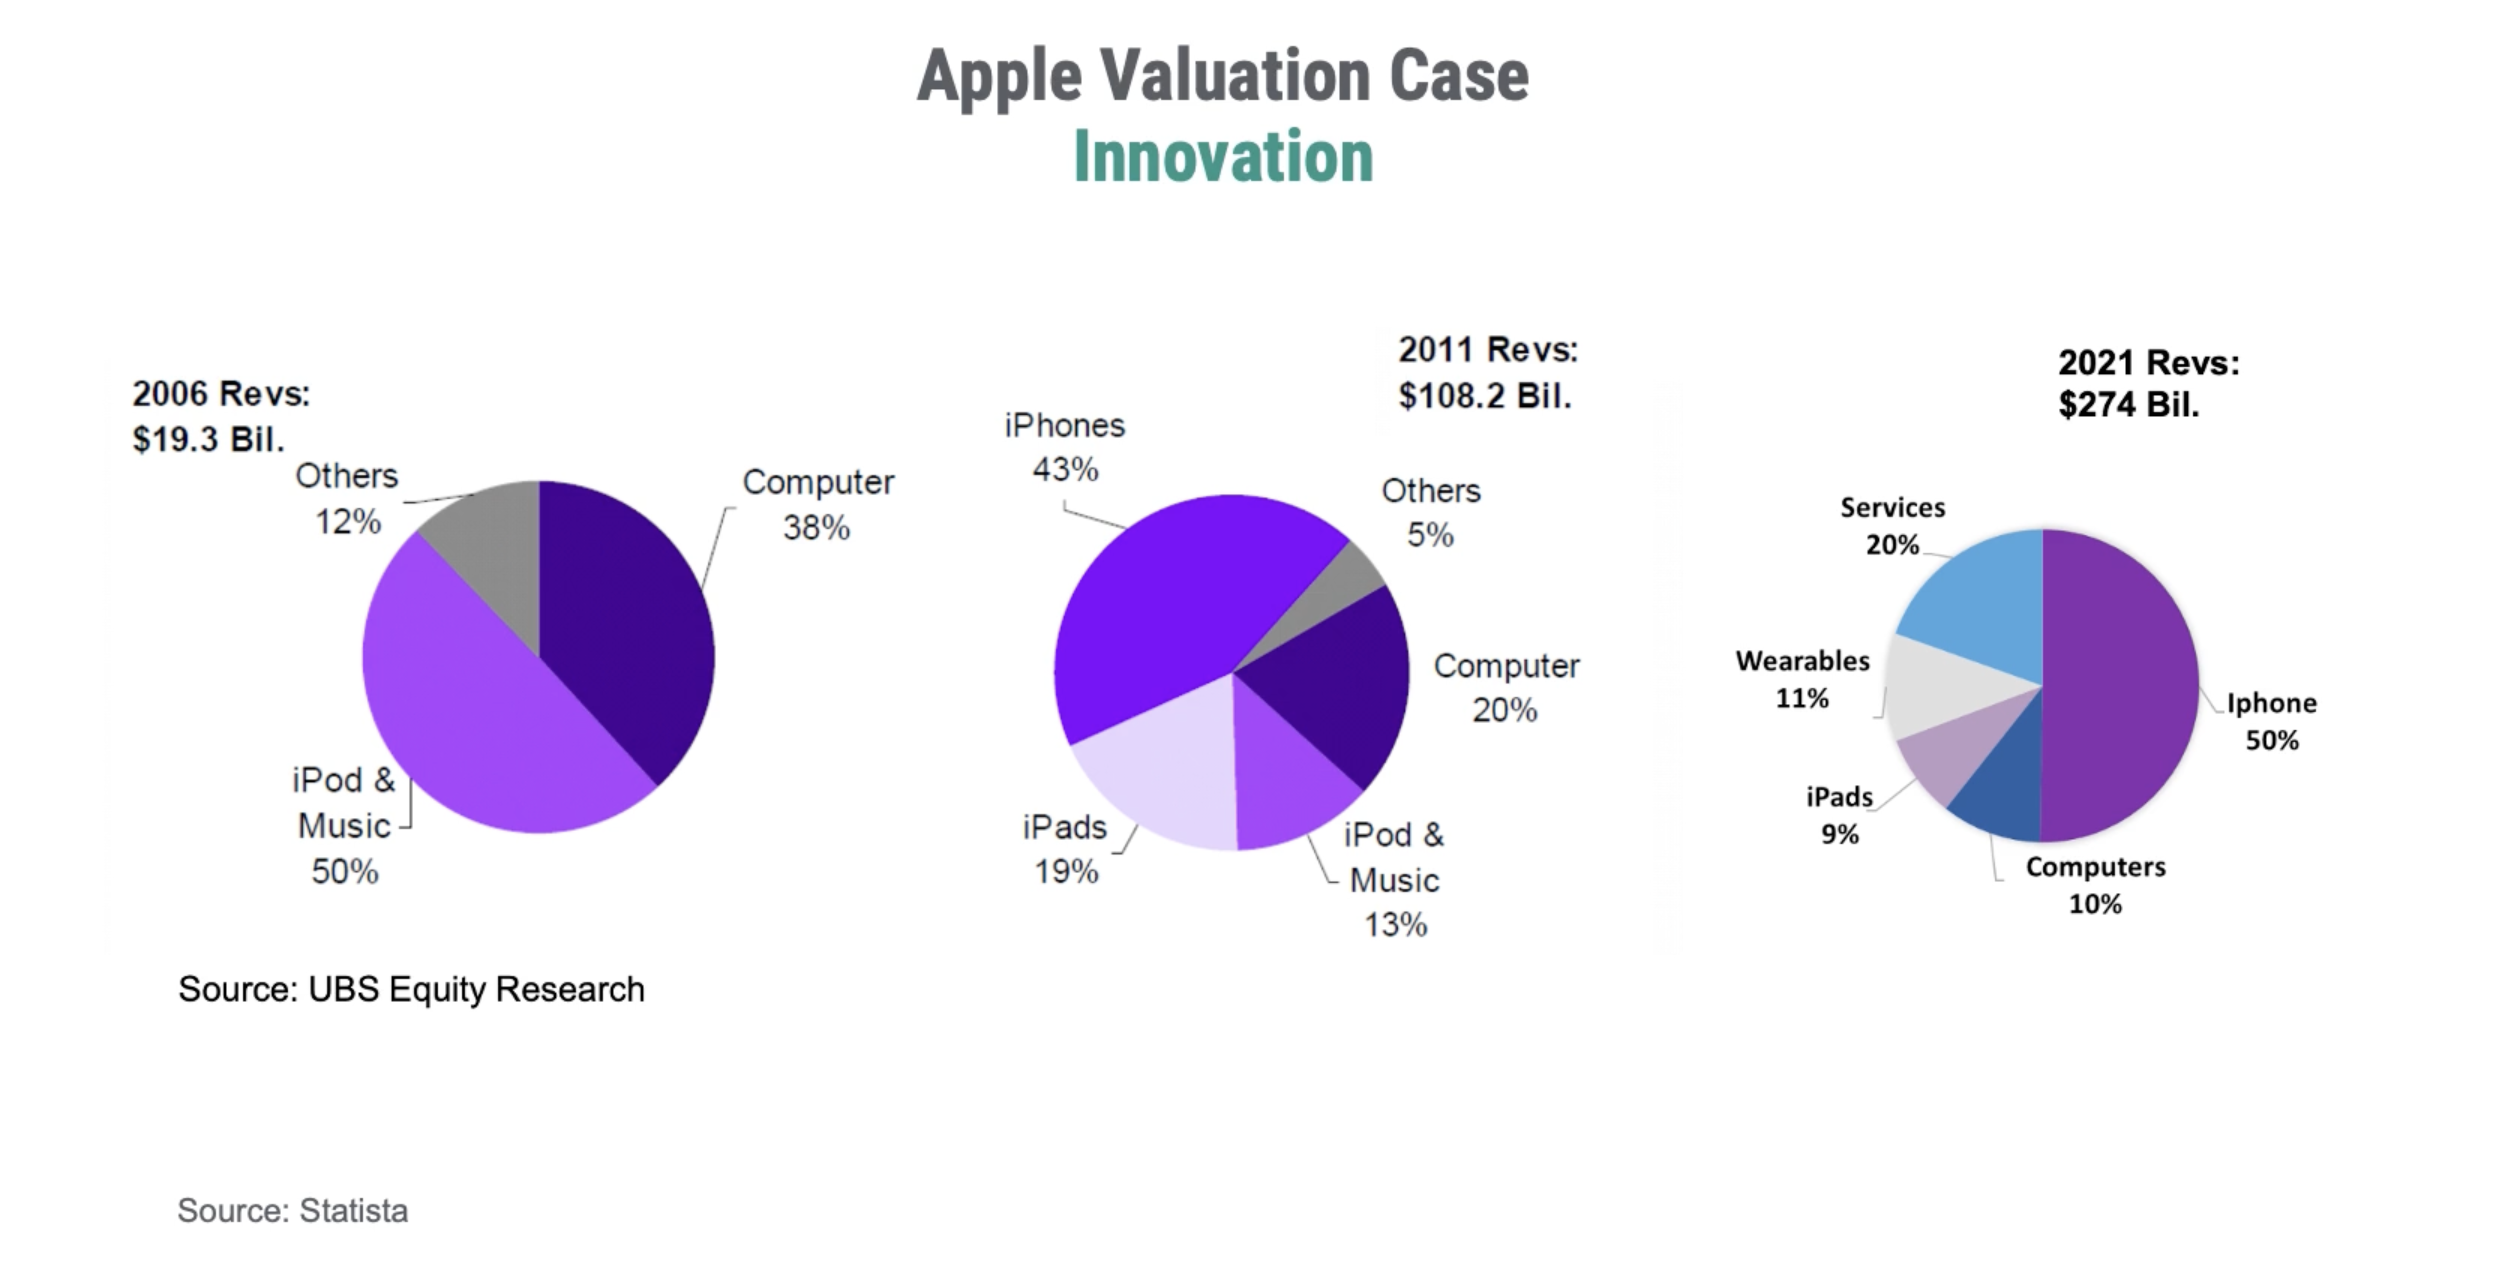 Apple Valuation Case
Innovation
2006 Revs:
$19.3 Bil.
Others
12%
Computer
38%
iPod &
Music
50%
2011 Revs:
$108.2 Bil.
iPhones
43%
Others
5%
Computer
20%
iPads
19%
iPod &
Music
13%
2021 Revs:
$274 Bil.
Services
20%
Wearables
11%
Iphone
50%
iPads
9%
Computers
10%
Source: UBS Equity Research
Source: Statista